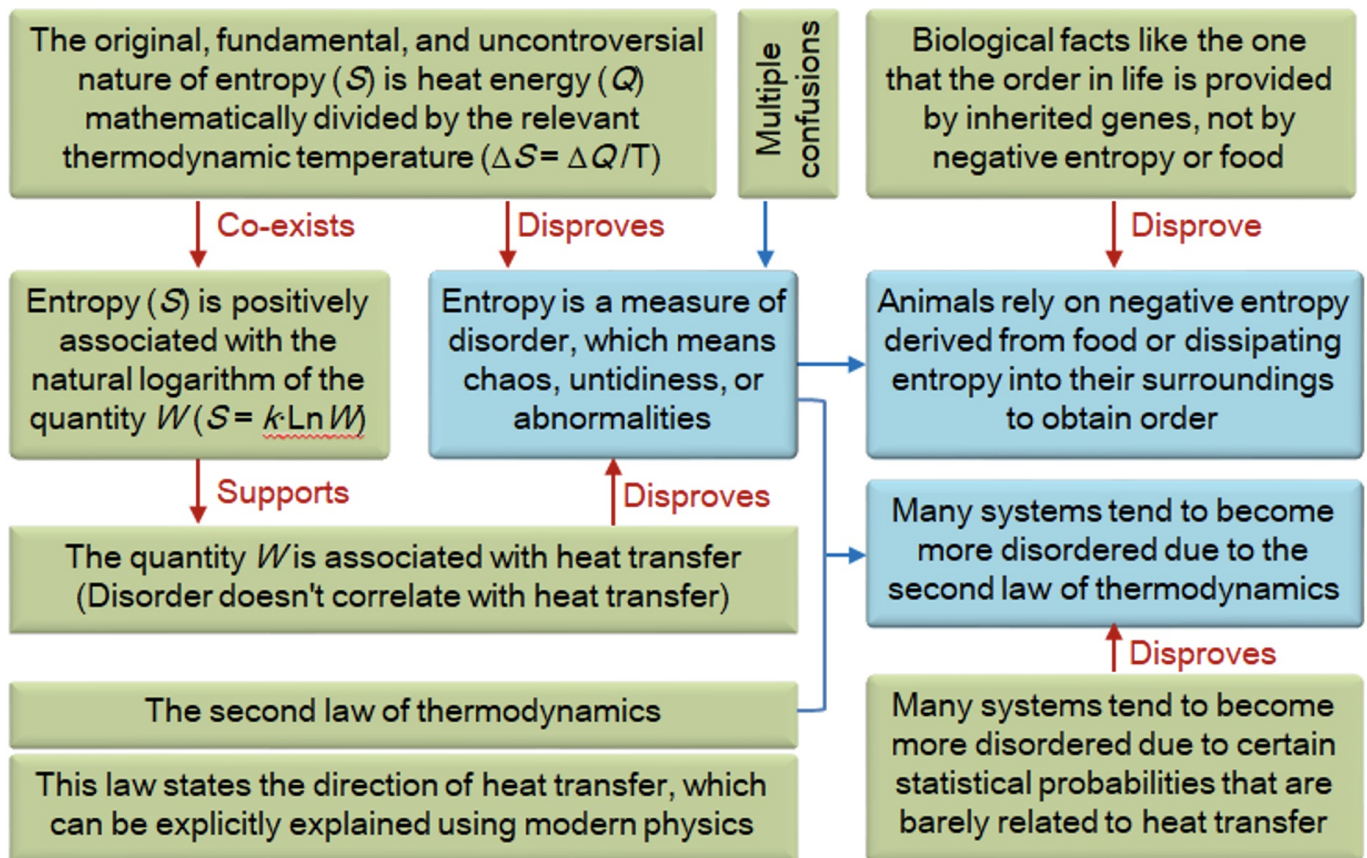 The original, fundamental, and uncontroversial
nature of entropy (S) is heat energy (Q)
mathematically divided by the relevant
thermodynamic temperature (ΔS = ΔQ/T)
Multiple
confusions
Biological facts like the one
that the order in life is provided
by inherited genes, not by
negative entropy or food
Co-exists
Disproves
Disprove
Entropy (S) is positively
associated with the
natural logarithm of the
quantity W (S = k·Ln W)
Entropy is a measure of
disorder, which means
chaos, untidiness, or
abnormalities
Animals rely on negative entropy
derived from food or dissipating
entropy into their surroundings
to obtain order
Supports
Disproves
The quantity W is associated with heat transfer
(Disorder doesn't correlate with heat transfer)
Many systems tend to become
more disordered due to the
second law of thermodynamics
Disproves
The second law of thermodynamics
This law states the direction of heat transfer, which
can be explicitly explained using modern physics
Many systems tend to become
more disordered due to certain
statistical probabilities that are
barely related to heat transfer